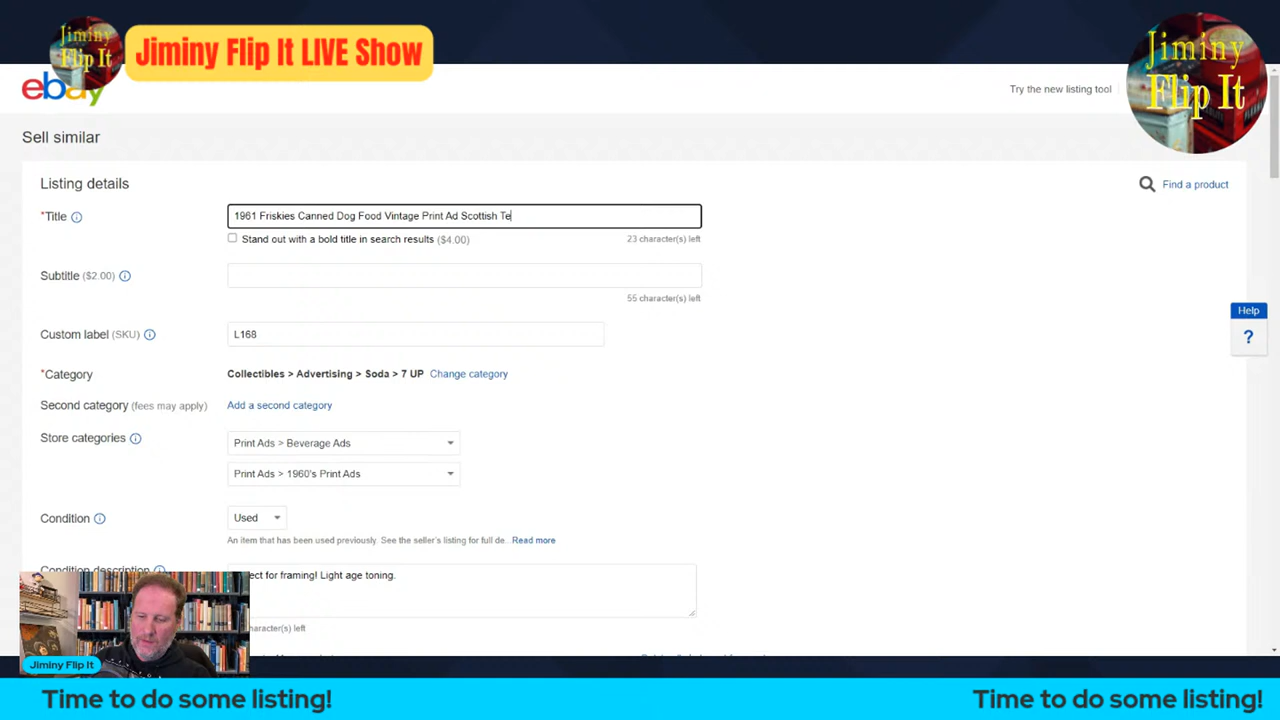 Jiminy
Flip It
Jiminy Flip It LIVE Show
Jiminy
Flip It
ebay
Try the new listing tool
Sell similar
Listing details
Find a product
*Title
1961 Friskies Canned Dog Food Vintage Print Ad Scottish Te
Stand out with a bold title in search results ($4.00)
23 character(s) left
Subtitle ($2.00)
55 character(s) left
Custom label (SKU)
L168
*Category
Collectibles > Advertising > Soda > 7 UP Change category
Second category (fees may apply)
Add a second category
Store categories
Print Ads > Beverage Ads
Print Ads > 1960's Print Ads
Condition
Used
An item that has been used previously. See the seller's listing for full de... Read more
Condition description
ect for framing! Light age toning.
haracter(s) left
Help
?
Jiminy Flip It
Time to do some listing!
Time to do some listing!